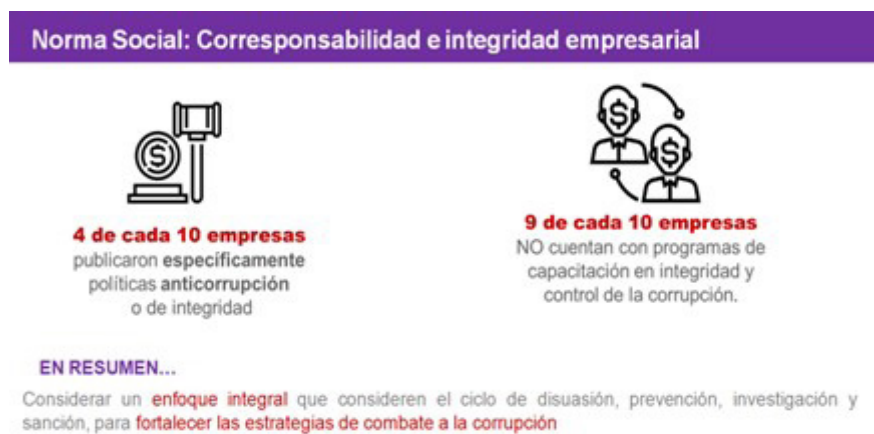 Norma Social: Corresponsabilidad e integridad empresarial
4 de cada 10 empresas
publicaron específicamente
políticas anticorrupción
o de integridad
9 de cada 10 empresas
NO cuentan con programas de
capacitación en integridad y
control de la corrupción.
EN RESUMEN...
Considerar un enfoque integral que consideren el ciclo de disuasión, prevención, investigación y
sanción, para fortalecer las estrategias de combate a la corrupción